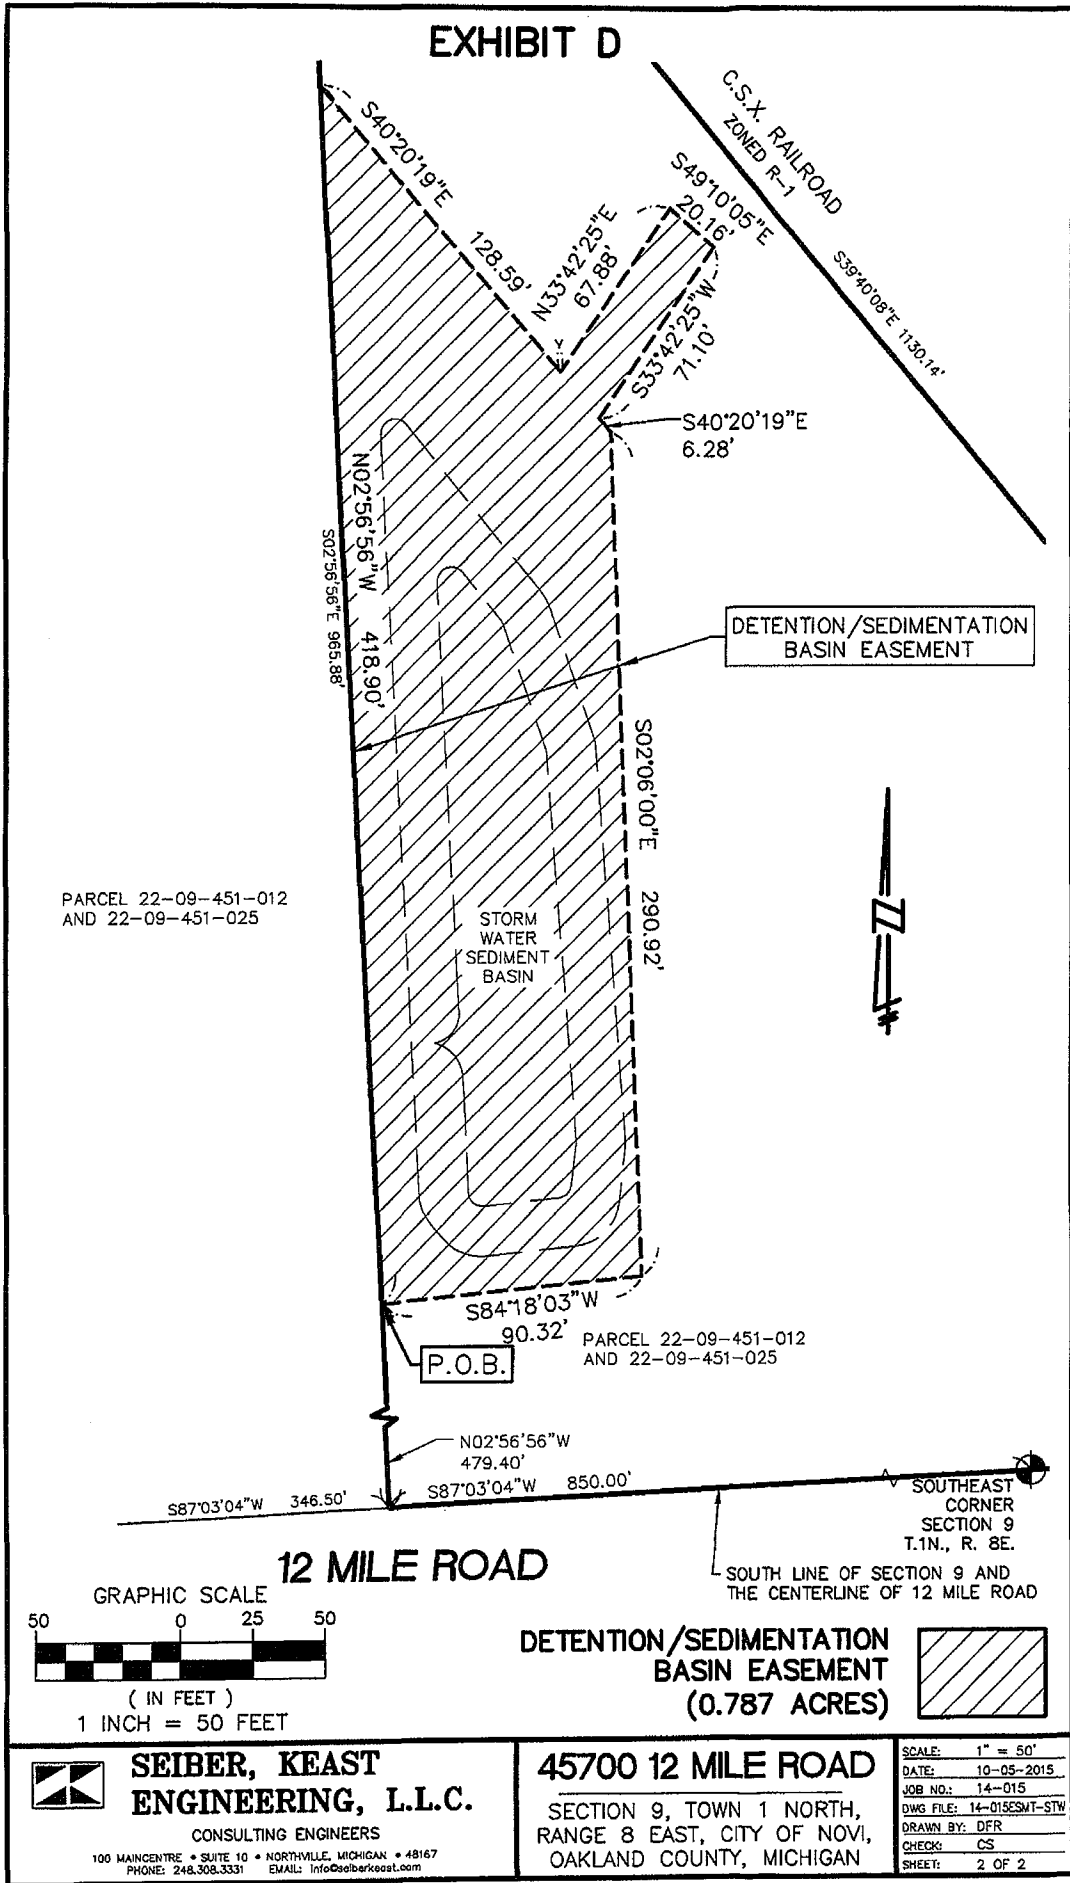 EXHIBIT D
C.S.X. RAILROAD
ZONED R-1
S39°40'08"E 1130.14'
S40°20'19"E
128.59'
N33°42'25"E
67.88'
S49°10'05"E
20.16'
S33°42'25"W
71.10'
S40°20'19"E
6.28'
N02°56'56"W 418.90'
S02°56'56"E 965.88'
DETENTION/SEDIMENTATION
BASIN EASEMENT
S02°06'00"E 290.92'
PARCEL 22-09-451-012
AND 22-09-451-025
STORM
WATER
SEDIMENT
BASIN
S84°18'03"W
90.32'
PARCEL 22-09-451-012
AND 22-09-451-025
P.O.B.
N02°56'56"W
479.40'
S87°03'04"W 346.50'
S87°03'04"W 850.00'
SOUTHEAST
CORNER
SECTION 9
T.1N., R. 8E.
12 MILE ROAD
SOUTH LINE OF SECTION 9 AND
THE CENTERLINE OF 12 MILE ROAD
GRAPHIC SCALE
50 0 25 50
( IN FEET )
1 INCH = 50 FEET
DETENTION/SEDIMENTATION
BASIN EASEMENT
(0.787 ACRES)
SEIBER, KEAST
ENGINEERING, L.L.C.
CONSULTING ENGINEERS
100 MAINCENTRE • SUITE 10 • NORTHVILLE, MICHIGAN • 48167
PHONE: 248.308.3331 EMAIL: Info@seiberkeast.com
45700 12 MILE ROAD
SECTION 9, TOWN 1 NORTH,
RANGE 8 EAST, CITY OF NOVI,
OAKLAND COUNTY, MICHIGAN
SCALE: 1" = 50'
DATE: 10-05-2015
JOB NO.: 14-015
DWG FILE: 14-015ESMT-STW
DRAWN BY: DFR
CHECK: CS
SHEET: 2 OF 2